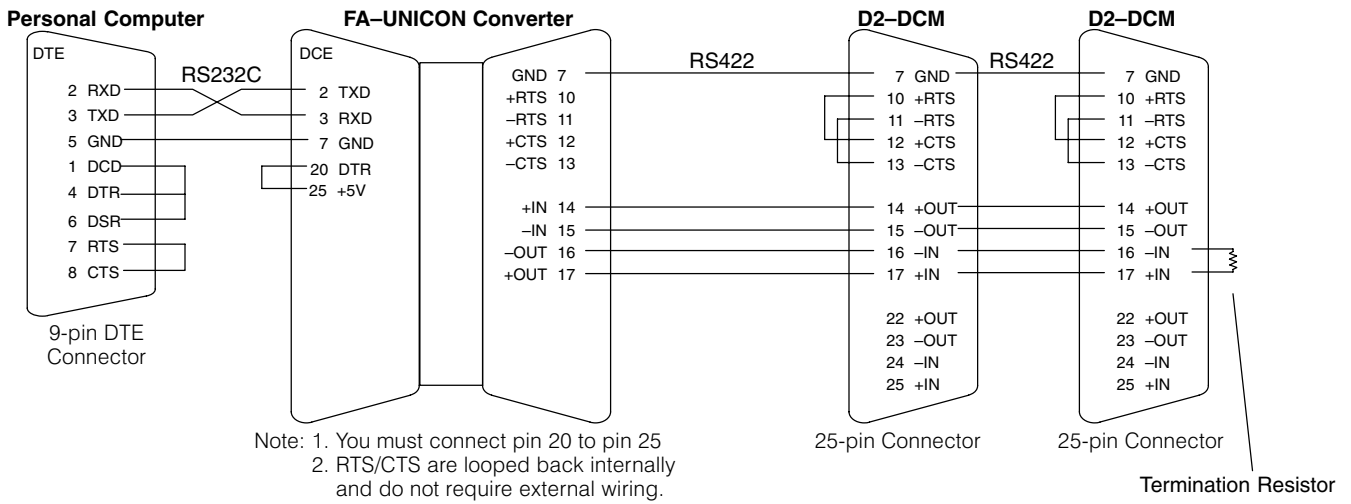 Personal Computer
FA–UNICON Converter
D2–DCM
D2–DCM
DTE
2 RXD
3 TXD
5 GND
1 DCD
4 DTR
6 DSR
7 RTS
8 CTS
9-pin DTE
Connector
RS232C
DCE
2 TXD
3 RXD
7 GND
20 DTR
25 +5V
GND 7
+RTS 10
–RTS 11
+CTS 12
–CTS 13
+IN 14
–IN 15
–OUT 16
+OUT 17
Note: 1. You must connect pin 20 to pin 25
2. RTS/CTS are looped back internally
and do not require external wiring.
RS422
7 GND
10 +RTS
11 –RTS
12 +CTS
13 –CTS
14 +OUT
15 –OUT
16 –IN
17 +IN
22 +OUT
23 –OUT
24 –IN
25 +IN
25-pin Connector
RS422
7 GND
10 +RTS
11 –RTS
12 +CTS
13 –CTS
14 +OUT
15 –OUT
16 –IN
17 +IN
22 +OUT
23 –OUT
24 –IN
25 +IN
25-pin Connector
Termination Resistor